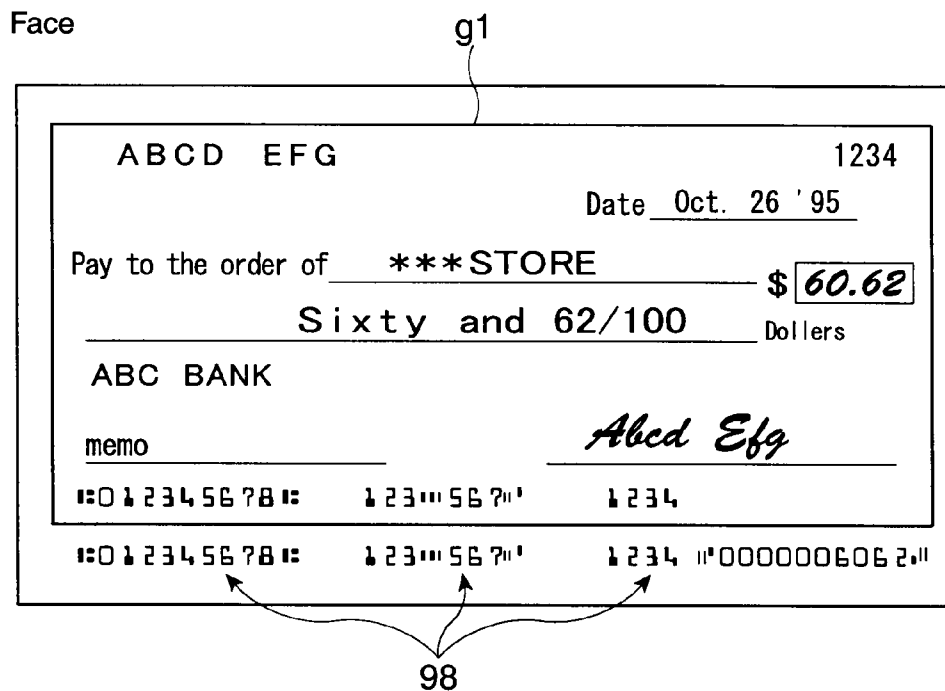 Face
g1
ABCD EFG 1234
Date Oct. 26 '95
Pay to the order of ***STORE $ 60.62
Sixty and 62/100 Dollers
ABC BANK
memo Abcd Efg
⑆012345678⑆ 123⑉567⑈ 1234
⑆012345678⑆ 123⑉567⑈ 1234 ⑇0000006062⑇
98